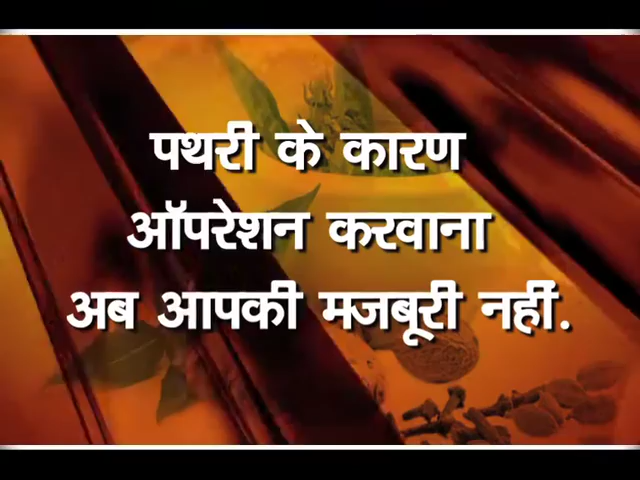 पथरी के कारण
ऑपरेशन करवाना
अब आपकी मजबूरी नहीं.